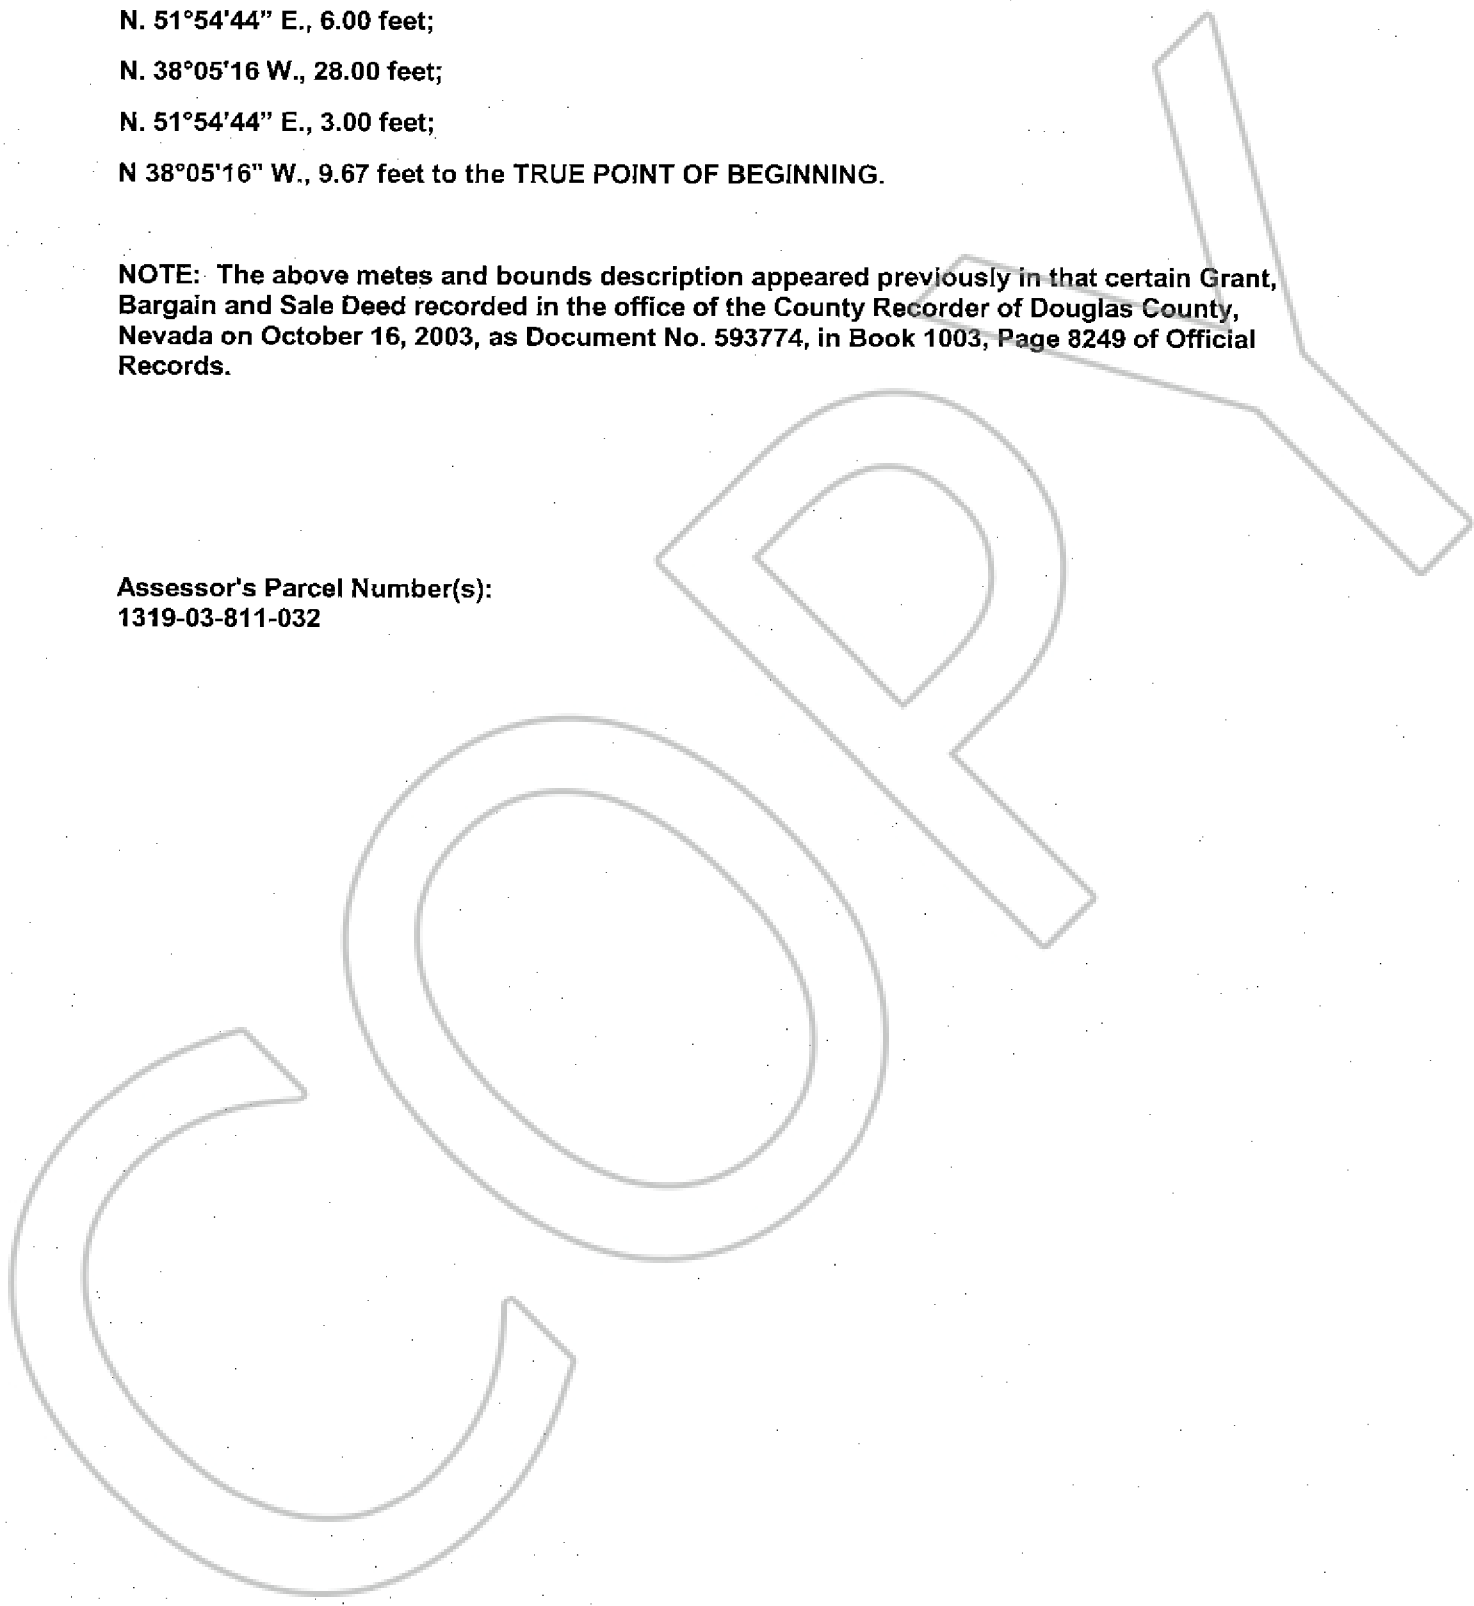 N. 51°54'44” E., 6.00 feet;
N. 38°05'16 W., 28.00 feet;
N. 51°54'44” E., 3.00 feet;
N 38°05'16" W., 9.67 feet to the TRUE POINT OF BEGINNING.
NOTE: The above metes and bounds description appeared previously in that certain Grant,
Bargain and Sale Deed recorded in the office of the County Recorder of Douglas County,
Nevada on October 16, 2003, as Document No. 593774, in Book 1003, Page 8249 of Official
Records.
Assessor's Parcel Number(s):
1319-03-811-032
COPY